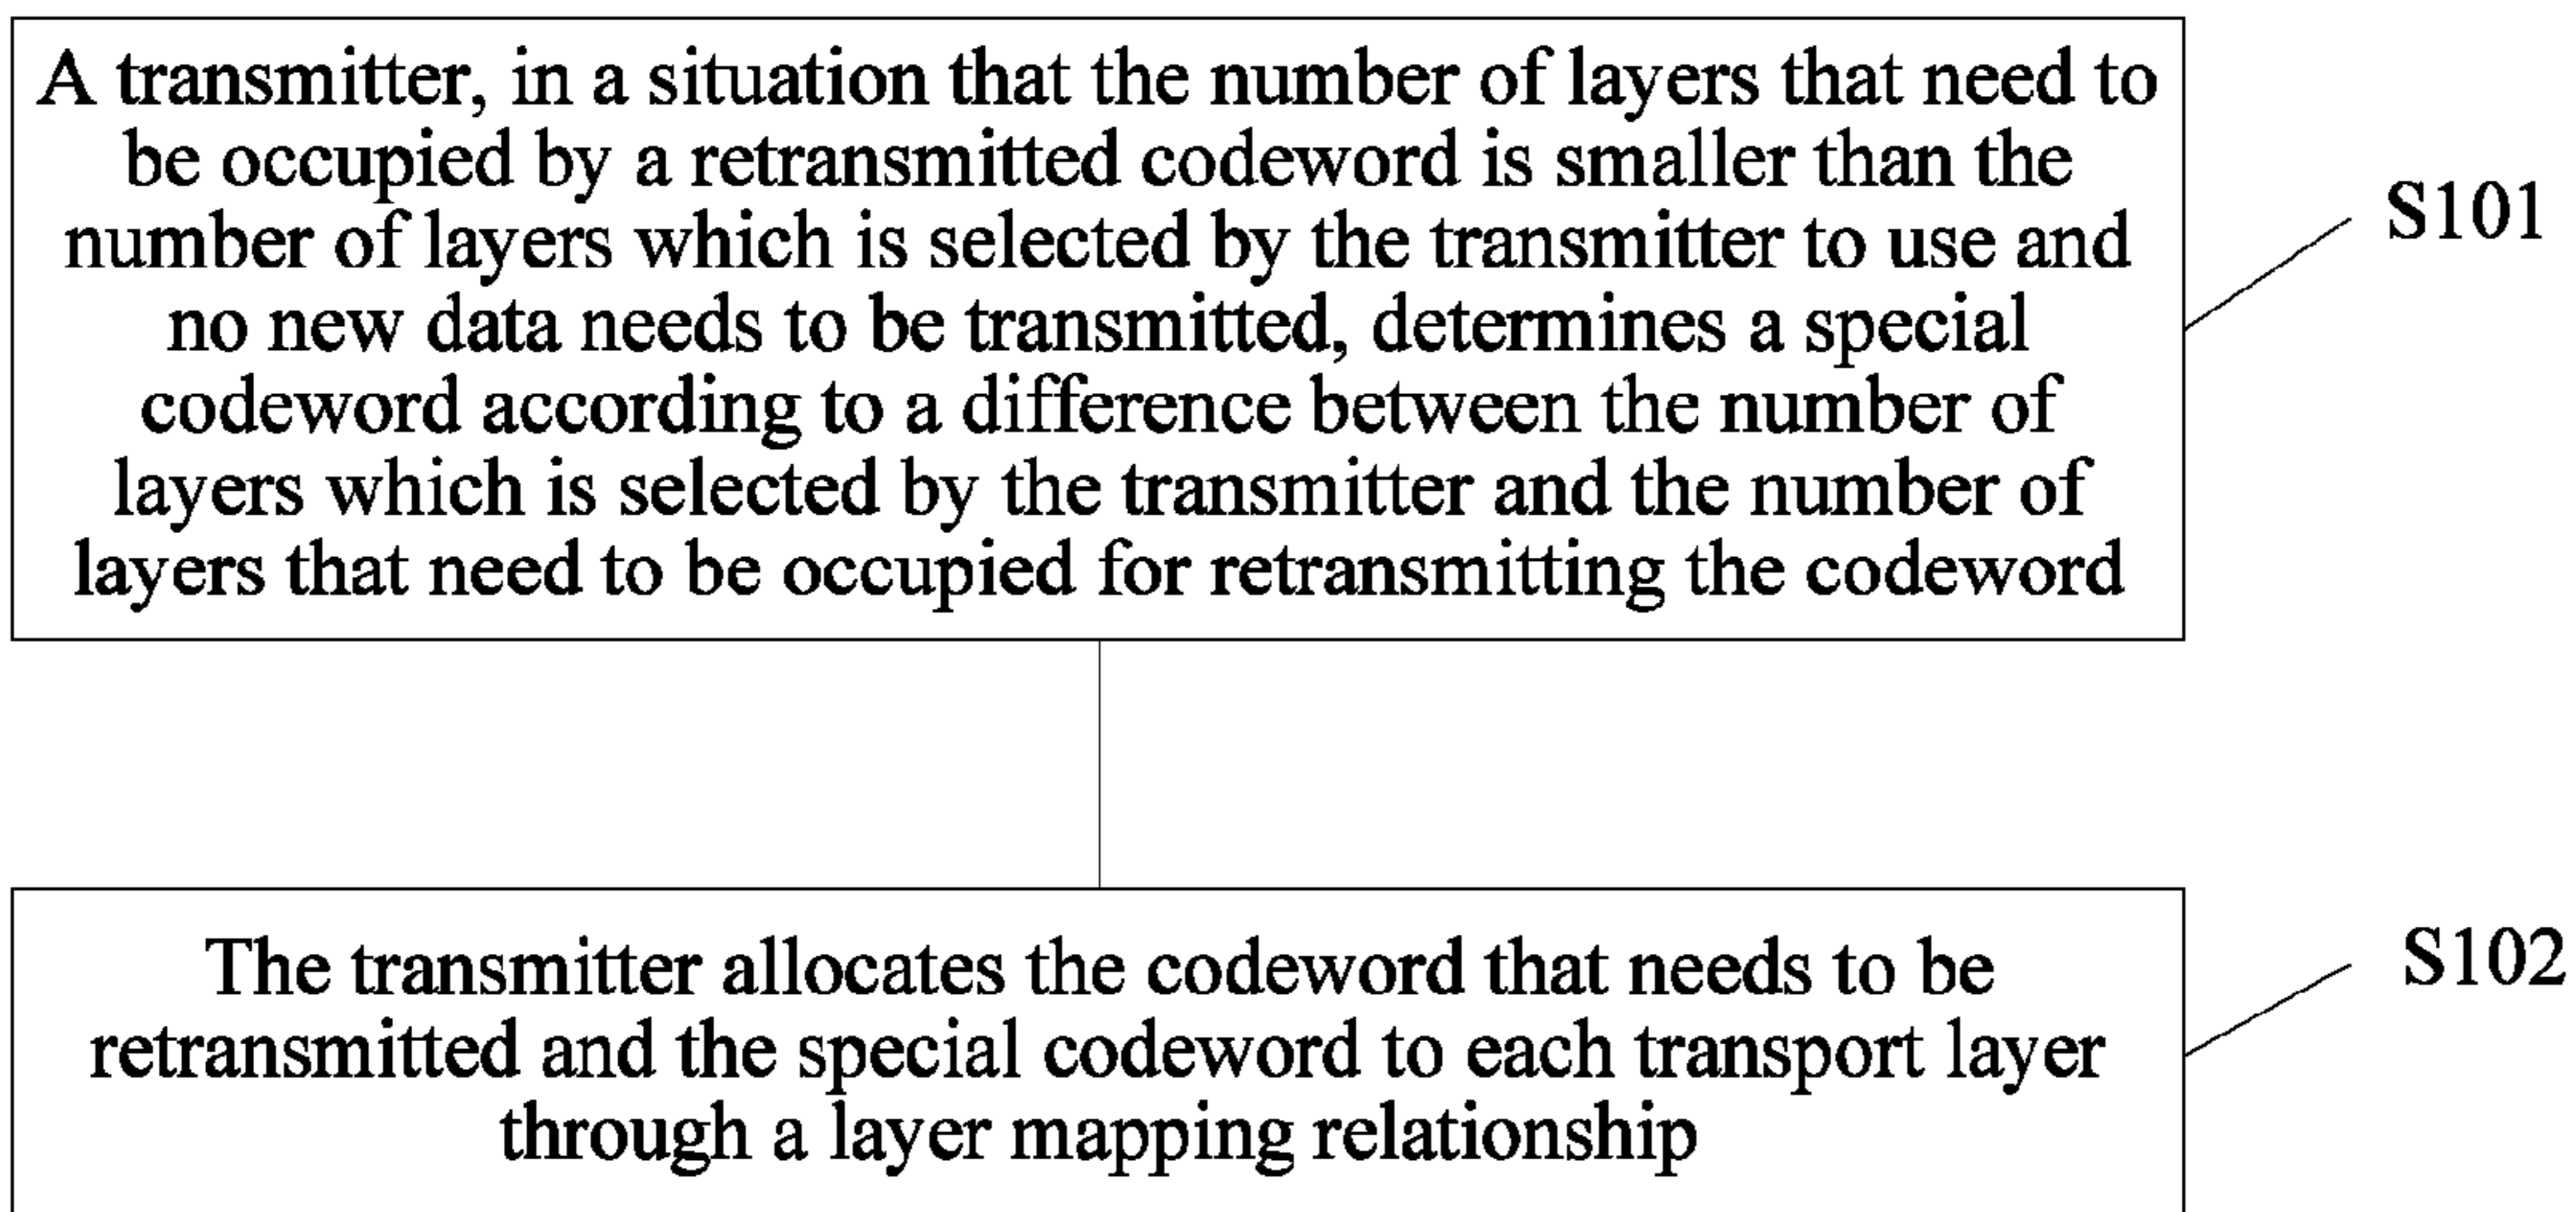 A transmitter, in a situation that the number of layers that need to
be occupied by a retransmitted codeword is smaller than the
number of layers which is selected by the transmitter to use and
no new data needs to be transmitted, determines a special
codeword according to a difference between the number of
layers which is selected by the transmitter and the number of
layers that need to be occupied for retransmitting the codeword
S101
The transmitter allocates the codeword that needs to be
retransmitted and the special codeword to each transport layer
through a layer mapping relationship
S102